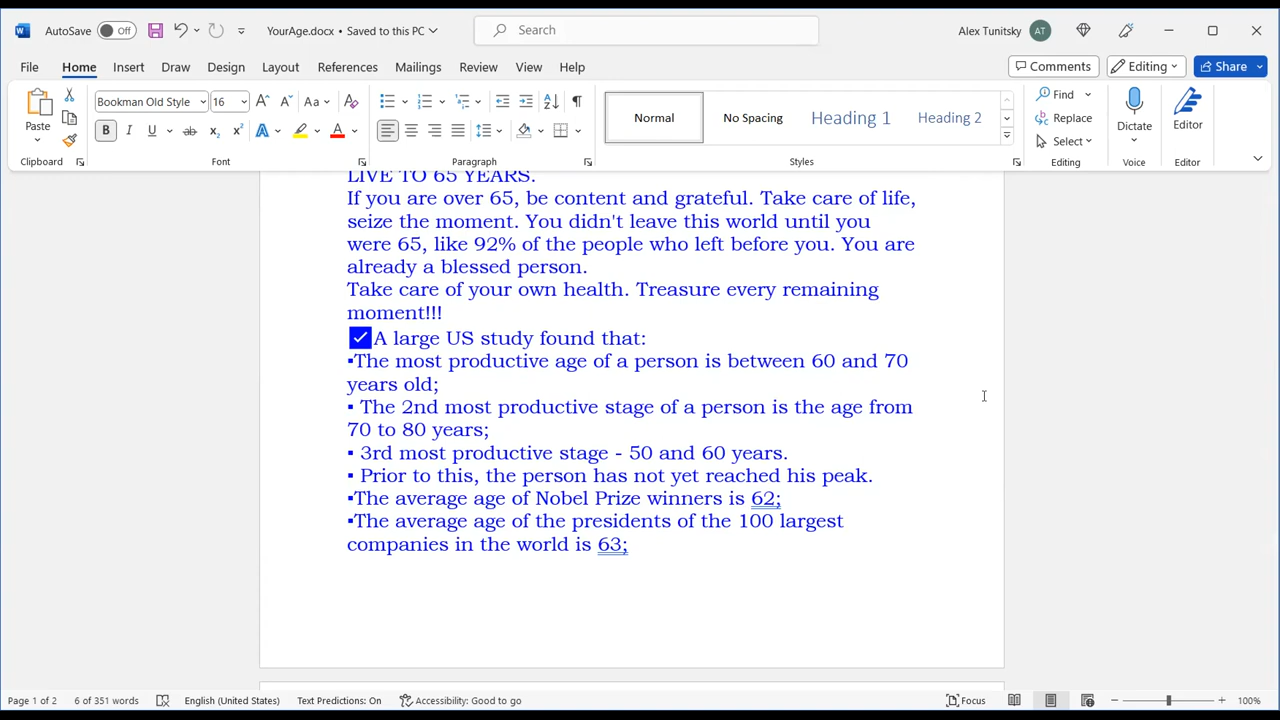 AutoSave Off YourAge.docx • Saved to this PC Search Alex Tunitsky AT
File Home Insert Draw Design Layout References Mailings Review View Help Comments Editing Share
Paste Bookman Old Style 16 Aa Normal No Spacing Heading 1 Heading 2 Find Replace Select Dictate Editor
Clipboard Font Paragraph Styles Editing Voice Editor
LIVE TO 65 YEARS.
If you are over 65, be content and grateful. Take care of life,
seize the moment. You didn't leave this world until you
were 65, like 92% of the people who left before you. You are
already a blessed person.
Take care of your own health. Treasure every remaining
moment!!!
☑A large US study found that:
▪The most productive age of a person is between 60 and 70
years old;
▪ The 2nd most productive stage of a person is the age from
70 to 80 years;
▪ 3rd most productive stage - 50 and 60 years.
▪ Prior to this, the person has not yet reached his peak.
▪The average age of Nobel Prize winners is 62;
▪The average age of the presidents of the 100 largest
companies in the world is 63;
Page 1 of 2 6 of 351 words English (United States) Text Predictions: On Accessibility: Good to go Focus 100%